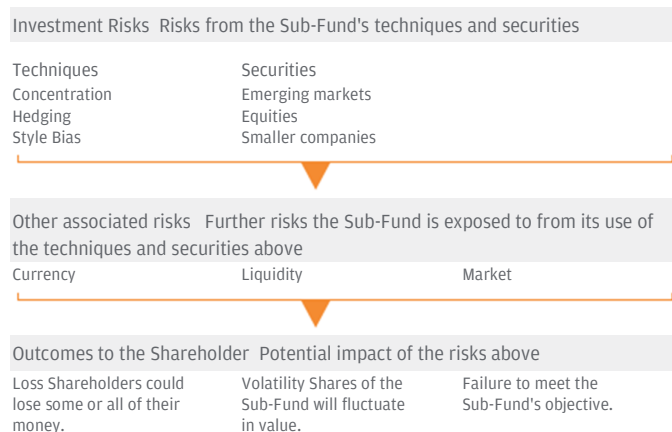 Investment Risks Risks from the Sub-Fund's techniques and securities
Techniques Securities
Concentration Emerging markets
Hedging Equities
Style Bias Smaller companies
Other associated risks Further risks the Sub-Fund is exposed to from its use of
the techniques and securities above
Currency Liquidity Market
Outcomes to the Shareholder Potential impact of the risks above
Loss Shareholders could Volatility Shares of the Failure to meet the
lose some or all of their Sub-Fund will fluctuate Sub-Fund's objective.
money. in value.